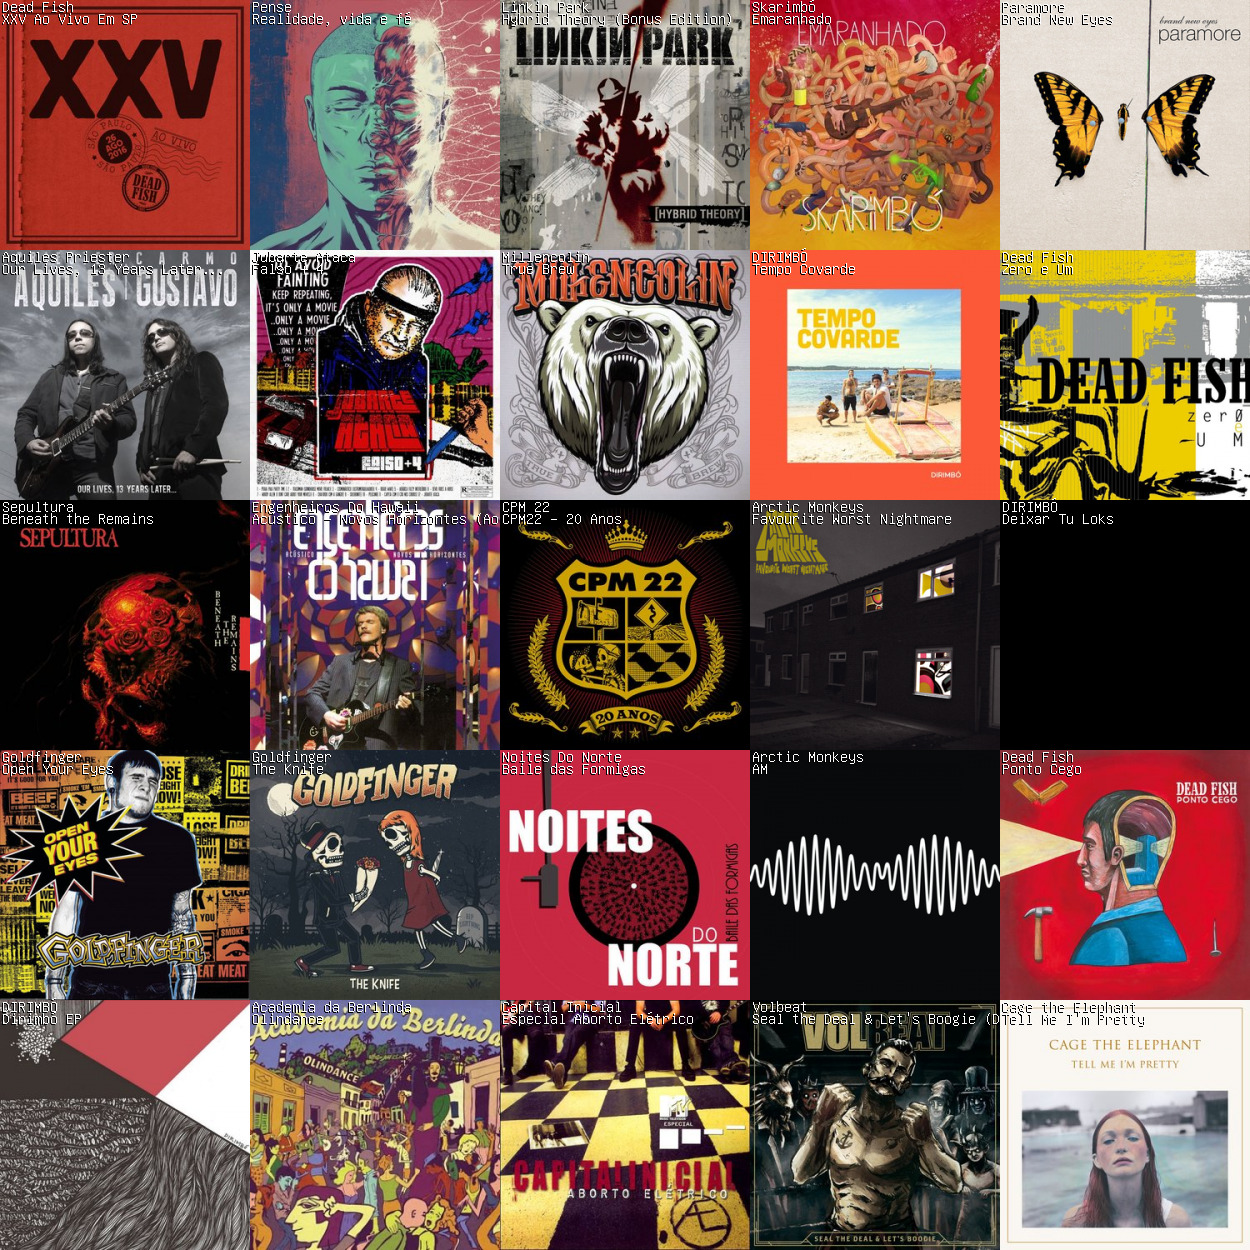 Dead Fish
XXV Ao Vivo Em SP
XXV
SÃO PAULO
16
AGO
2016
SÃO PAULO
AO VIVO
DEAD
FISH
Pense
Realidade, vida e fé
Linkin Park
Hybrid Theory (Bonus Edition)
LINKIN PARK
[HYBRID THEORY]
Skarimbó
Emaranhado
EMARANHADO
SKARIMBÓ
Paramore
Brand New Eyes
brand new eyes
paramore
Aquiles Priester
Our Lives, 13 Years Later...
CARMO
AQUILES GUSTAVO
OUR LIVES, 13 YEARS LATER...
Jubarte Ataca
Falso + 4
AVOID
FAINTING
KEEP REPEATING,
IT'S ONLY A MOVIE
...ONLY A MOVIE
...ONLY A MOV
JUBARTE
ATACA
FALSO+4
Millencolin
True Brew
MILLENCOLIN
TRUE
BREW
DIRIMBÓ
Tempo Covarde
TEMPO
COVARDE
DIRIMBÓ
Dead Fish
Zero e Um
DEAD FISH
zerØ
e
UM
Sepultura
Beneath the Remains
SEPULTURA
BENEATH
THE
REMAINS
Engenheiros Do Hawaii
Acústico - Novos Horizontes (Ao
ACÚSTICO NOVOS HORIZONTES
CPM 22
CPM22 - 20 Anos
CPM 22
20 ANOS
Arctic Monkeys
Favourite Worst Nightmare
ARCTIC
MONKEYS
FAVOURITE WORST NIGHTMARE
DIRIMBÓ
Deixar Tu Loks
Goldfinger
Open Your Eyes
BEEF
OPEN
YOUR
EYES
EAT MEAT
GOLDFINGER
Goldfinger
The Knife
GOLDFINGER
THE KNIFE
Noites Do Norte
Baile das Formigas
NOITES
DO
NORTE
BAILE DAS FORMIGAS
Arctic Monkeys
AM
Dead Fish
Ponto Cego
DEAD FISH
PONTO CEGO
DIRIMBÓ
Dirimbó EP
Academia da Berlinda
Olindance
Academia da Berlinda
OLINDANCE
Capital Inicial
Especial Aborto Elétrico
MTV
ESPECIAL
CAPITAL INICIAL
ABORTO ELÉTRICO
Volbeat
Seal the Deal & Let's Boogie (D
VOLBEAT
SEAL THE DEAL & LET'S BOOGIE
Cage the Elephant
Tell Me I'm Pretty
CAGE THE ELEPHANT
TELL ME I'M PRETTY